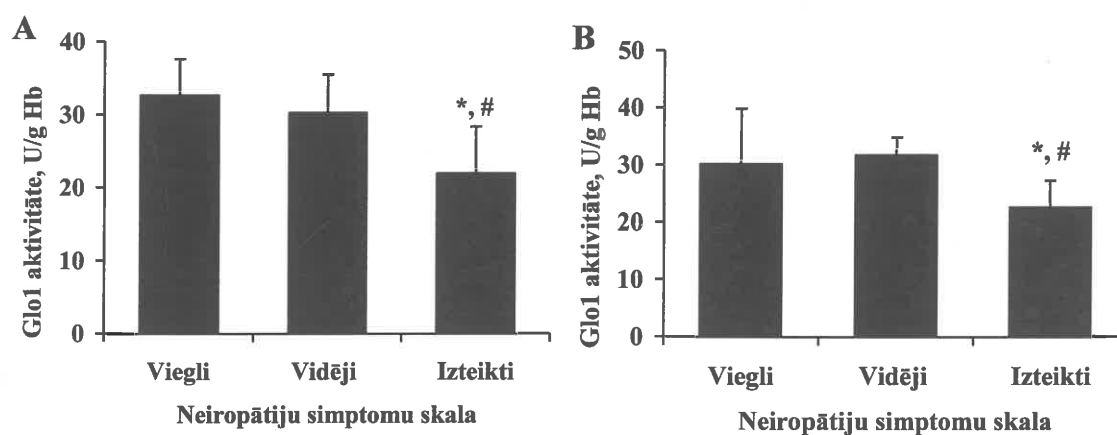 A
40
30
20
10
0
Glo1 aktivitāte, U/g Hb
*, #
Viegli
Vidēji
Izteikti
Neiropātiju simptomu skala
B
50
40
30
20
10
0
Glo1 aktivitāte, U/g Hb
*, #
Viegli
Vidēji
Izteikti
Neiropātiju simptomu skala